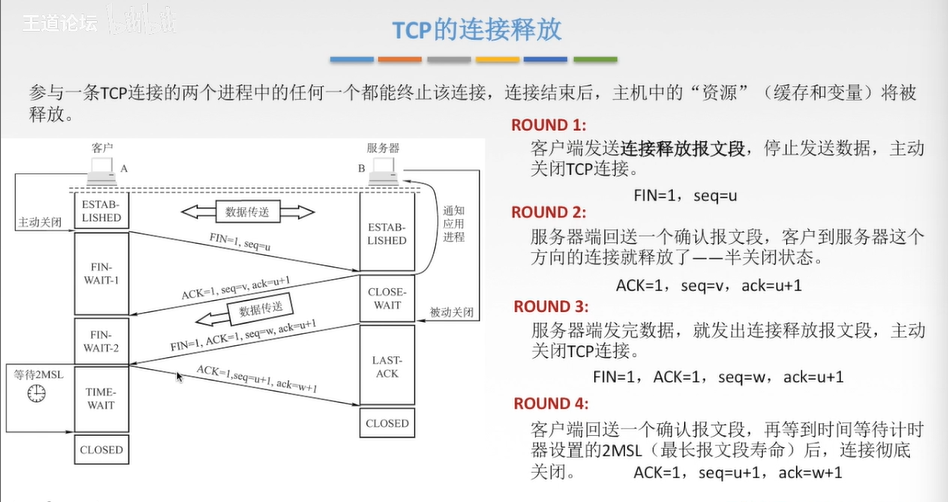 王道论坛
TCP的连接释放
参与一条TCP连接的两个进程中的任何一个都能终止该连接，连接结束后，主机中的“资源”（缓存和变量）将被
释放。
客户
服务器
A
B
主动关闭
ESTAB-
LISHED
数据传送
ESTAB-
LISHED
通知
应用
进程
FIN=1, seq=u
FIN-
WAIT-1
ACK=1, seq=v, ack=u+1
CLOSE-
WAIT
数据传送
被动关闭
FIN-
WAIT-2
FIN=1, ACK=1, seq=w, ack=u+1
LAST-
ACK
等待2MSL
TIME-
WAIT
ACK=1,seq=u+1, ack=w+1
CLOSED
CLOSED
ROUND 1:
客户端发送连接释放报文段，停止发送数据，主动
关闭TCP连接。
FIN=1，seq=u
ROUND 2:
服务器端回送一个确认报文段，客户到服务器这个
方向的连接就释放了——半关闭状态。
ACK=1，seq=v，ack=u+1
ROUND 3:
服务器端发完数据，就发出连接释放报文段，主动
关闭TCP连接。
FIN=1，ACK=1，seq=w，ack=u+1
ROUND 4:
客户端回送一个确认报文段，再等到时间等待计时
器设置的2MSL（最长报文段寿命）后，连接彻底
关闭。 ACK=1，seq=u+1，ack=w+1